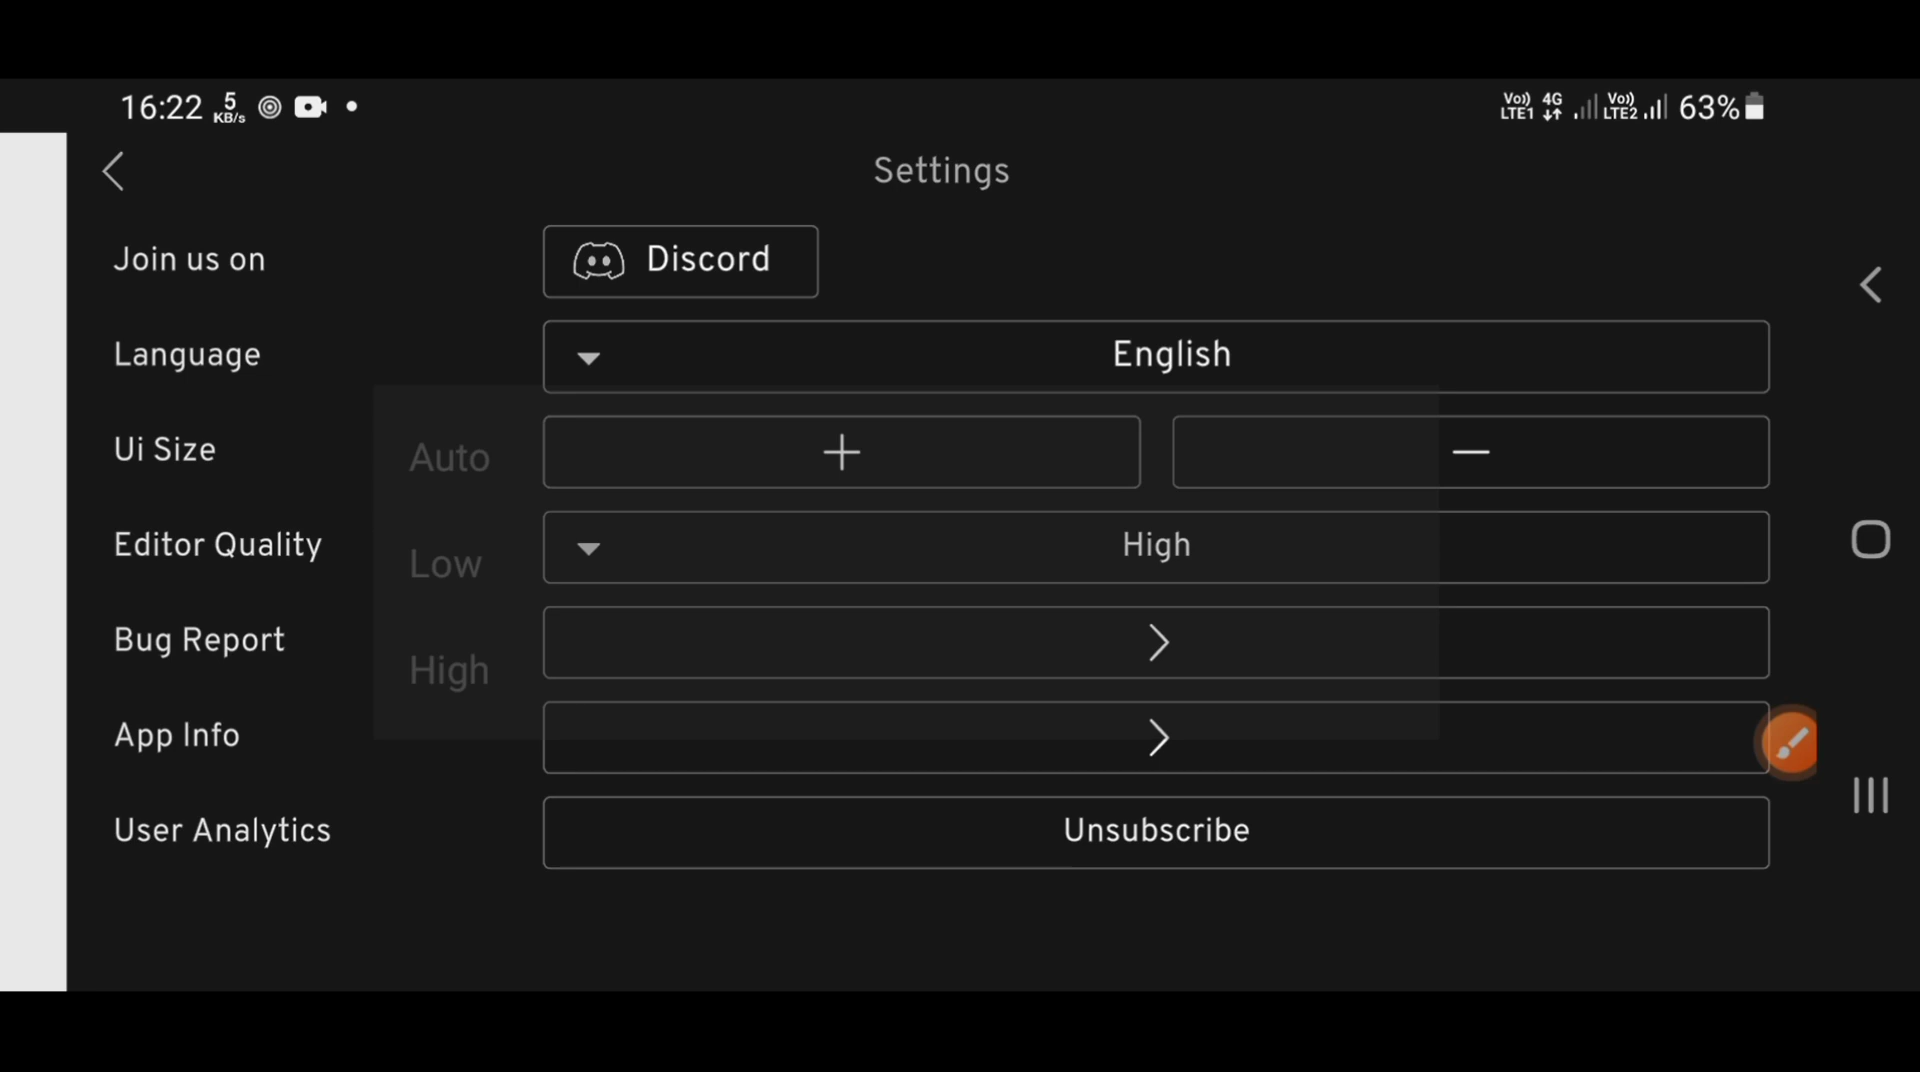 16:22 5 KB/s Vo) LTE1 4G Vo) LTE2 63%
Settings
Join us on Discord
Language English
Ui Size
Auto
Editor Quality High
Low
Bug Report
High
App Info
User Analytics Unsubscribe